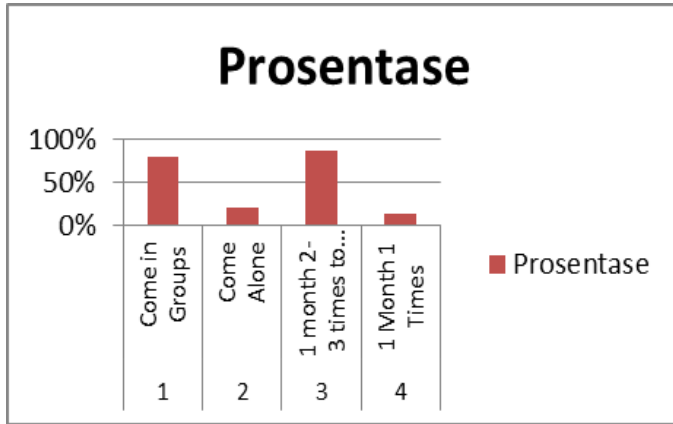 Prosentase
100%
50%
0%
Come in
Groups
Come
Alone
1 month 2-
3 times to...
1 Month 1
Times
1
2
3
4
Prosentase